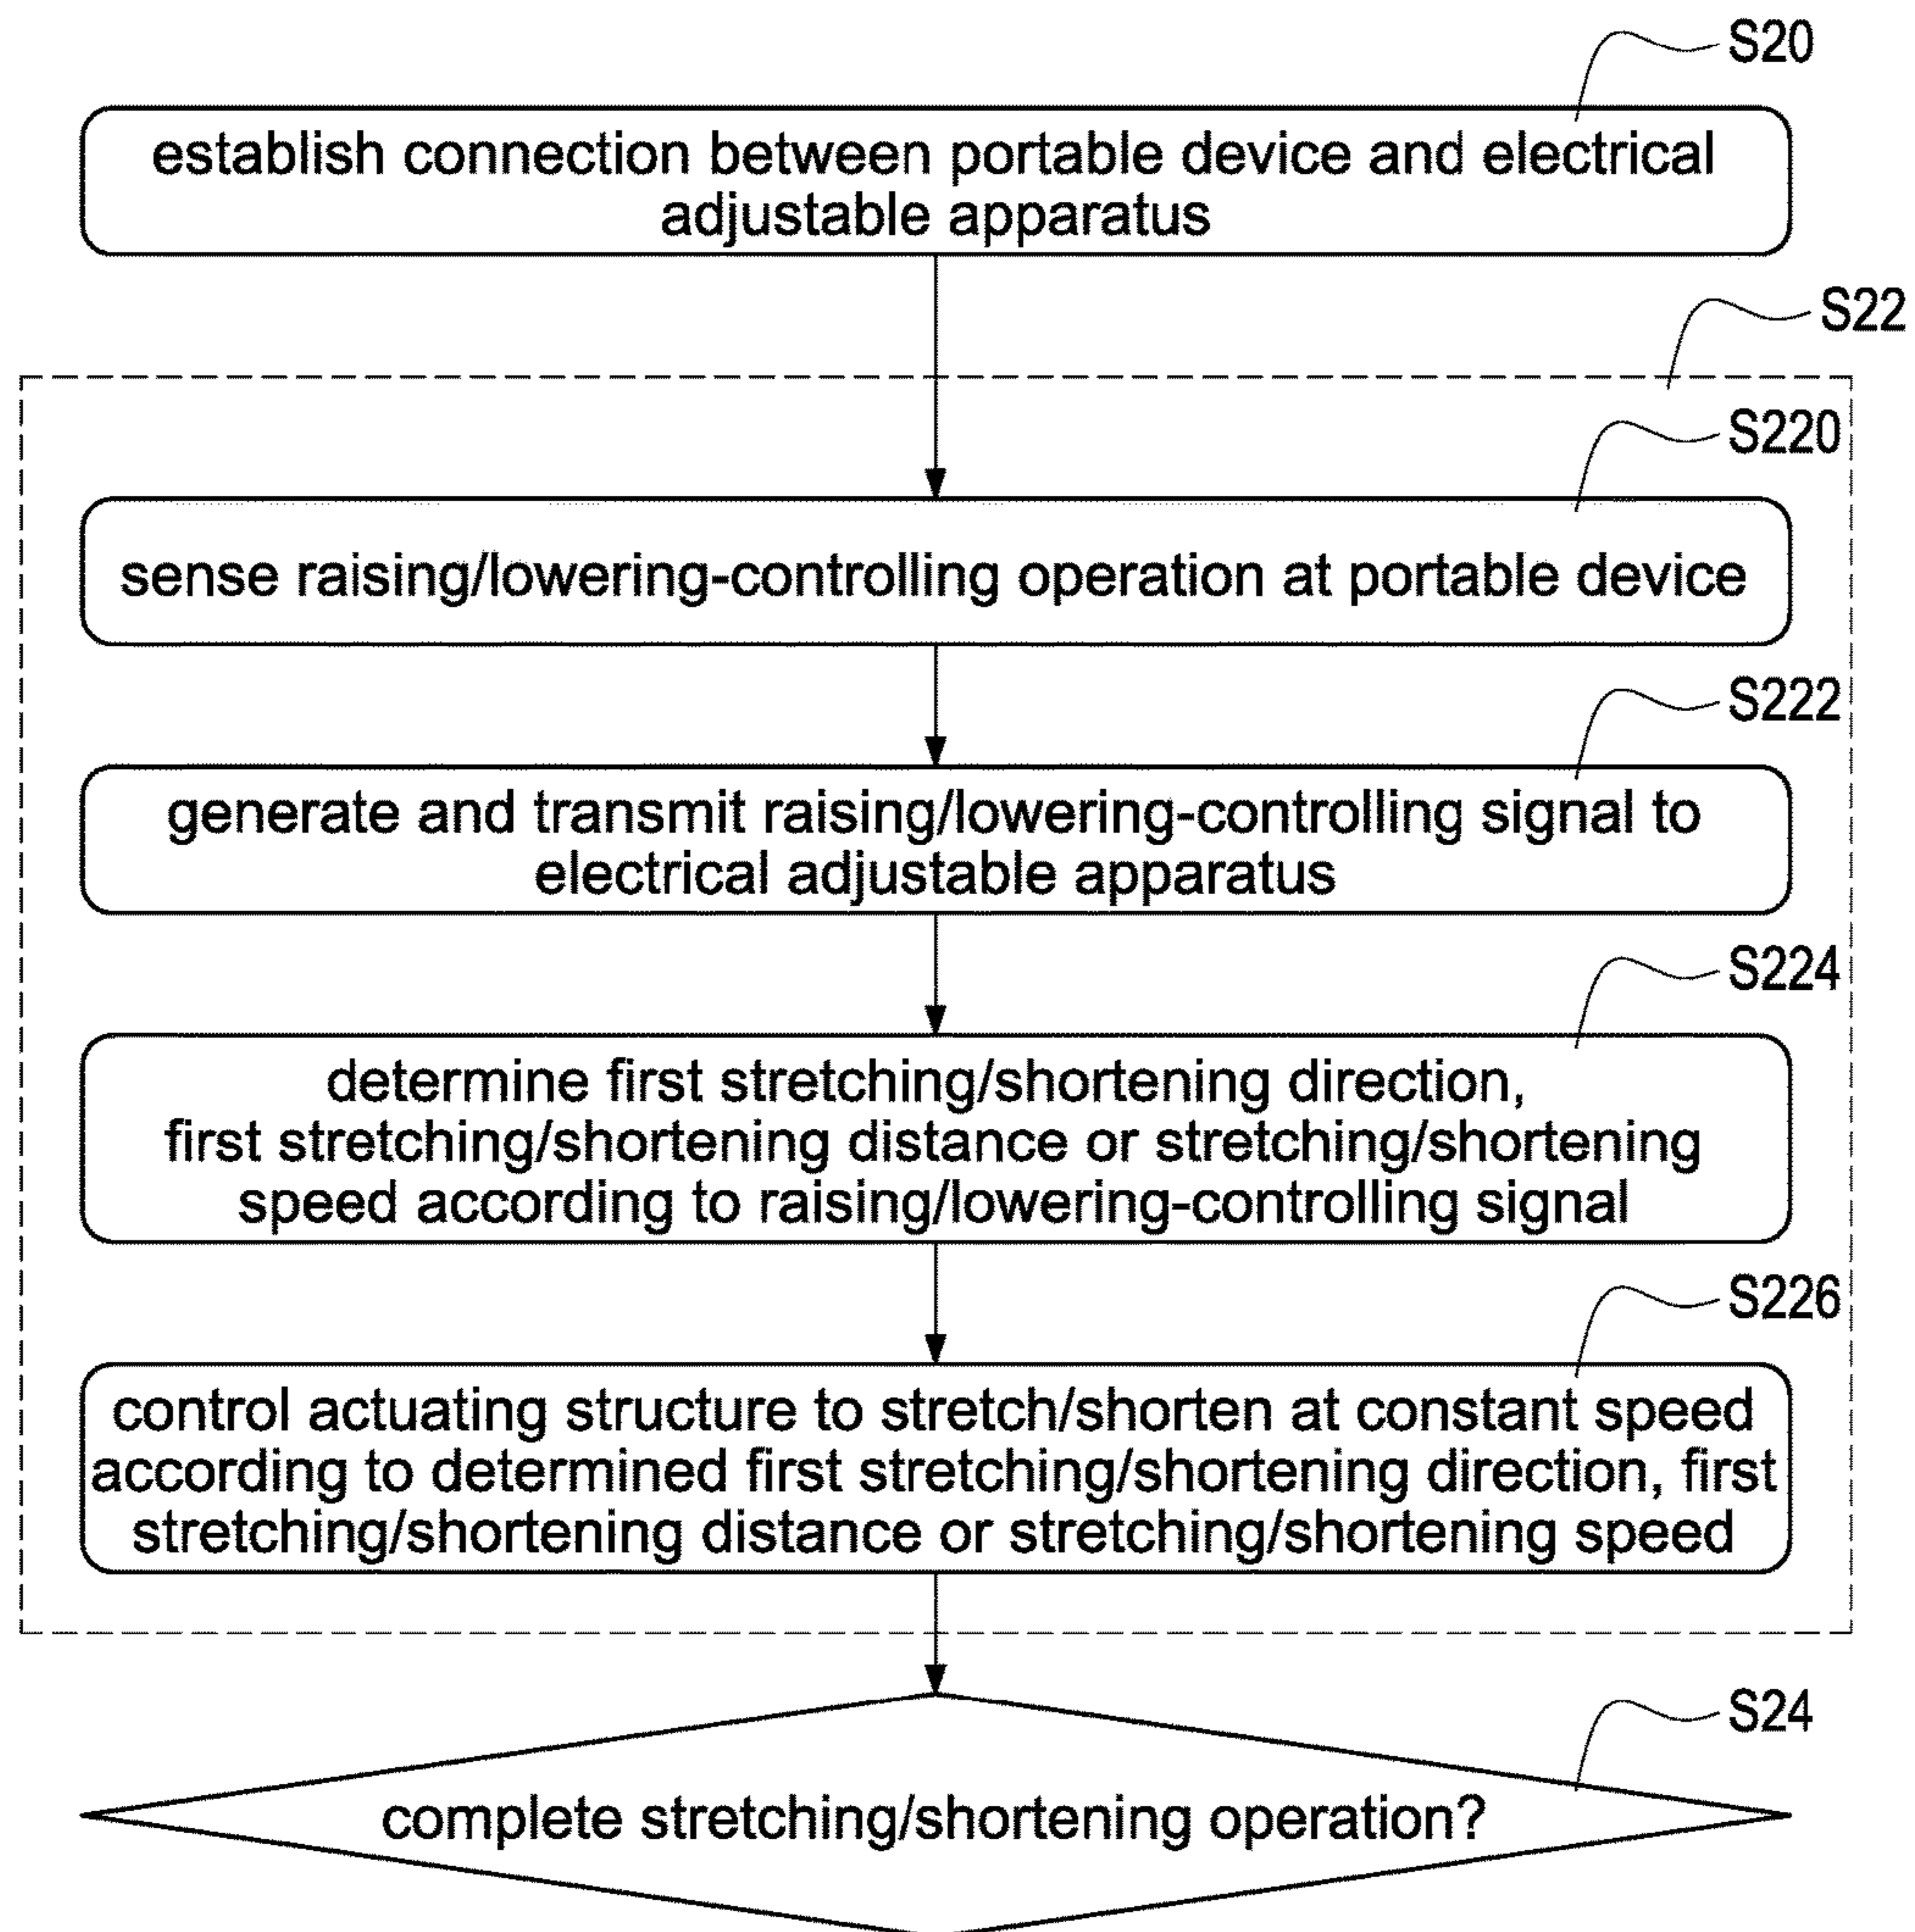 S20
establish connection between portable device and electrical
adjustable apparatus
S22
S220
sense raising/lowering-controlling operation at portable device
S222
generate and transmit raising/lowering-controlling signal to
electrical adjustable apparatus
S224
determine first stretching/shortening direction,
first stretching/shortening distance or stretching/shortening
speed according to raising/lowering-controlling signal
S226
control actuating structure to stretch/shorten at constant speed
according to determined first stretching/shortening direction, first
stretching/shortening distance or stretching/shortening speed
S24
complete stretching/shortening operation?